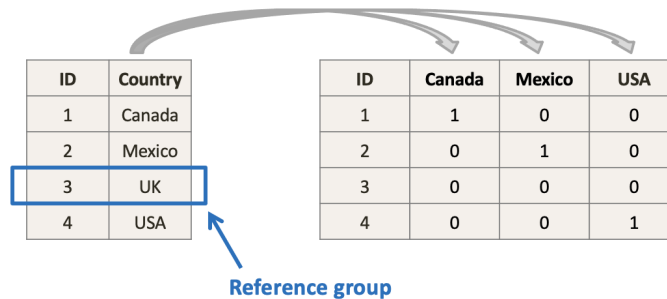 ID Country
1 Canada
2 Mexico
3 UK
4 USA
ID Canada Mexico USA
1 1 0 0
2 0 1 0
3 0 0 0
4 0 0 1
Reference group